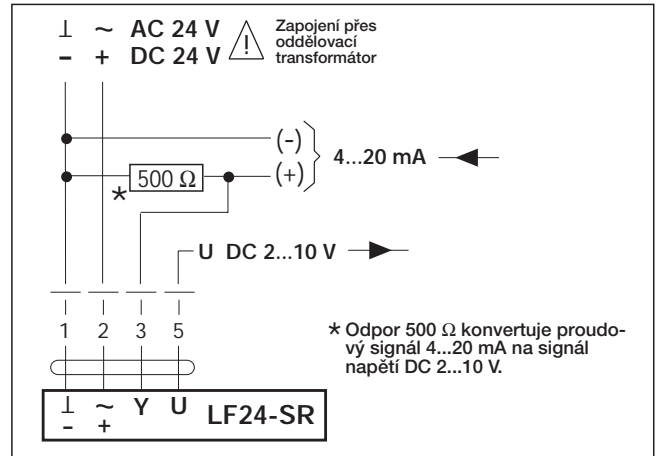 ⊥ ~ AC 24 V
− + DC 24 V
Zapojení přes
oddělovací
transformátor
!
(-)
4...20 mA
500 Ω (+)
*
U DC 2...10 V
1 2 3 5
* Odpor 500 Ω konvertuje proudo-
vý signál 4...20 mA na signál
napětí DC 2...10 V.
⊥ ~ Y U LF24-SR
- +